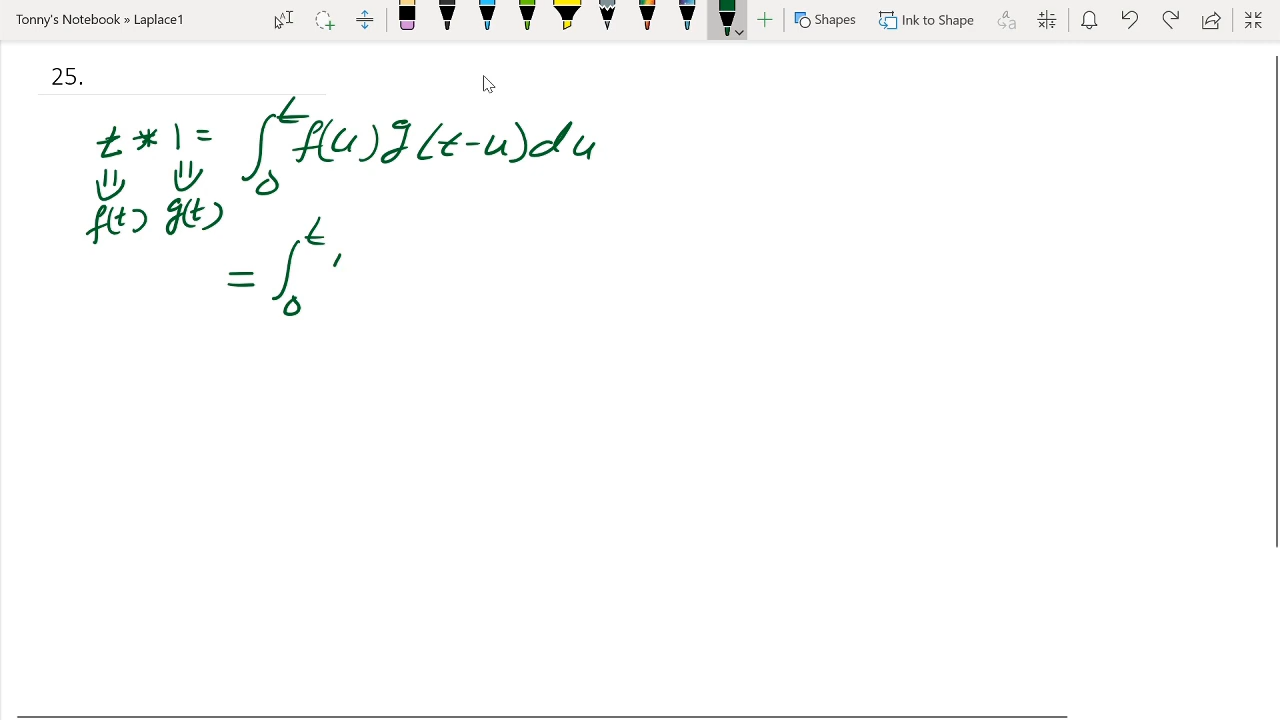 Tonny's Notebook » Laplace1
Shapes
Ink to Shape
25.
t * 1 = ∫₀ᵗ f(u) g(t-u) du
f(t) g(t)
= ∫₀ᵗ